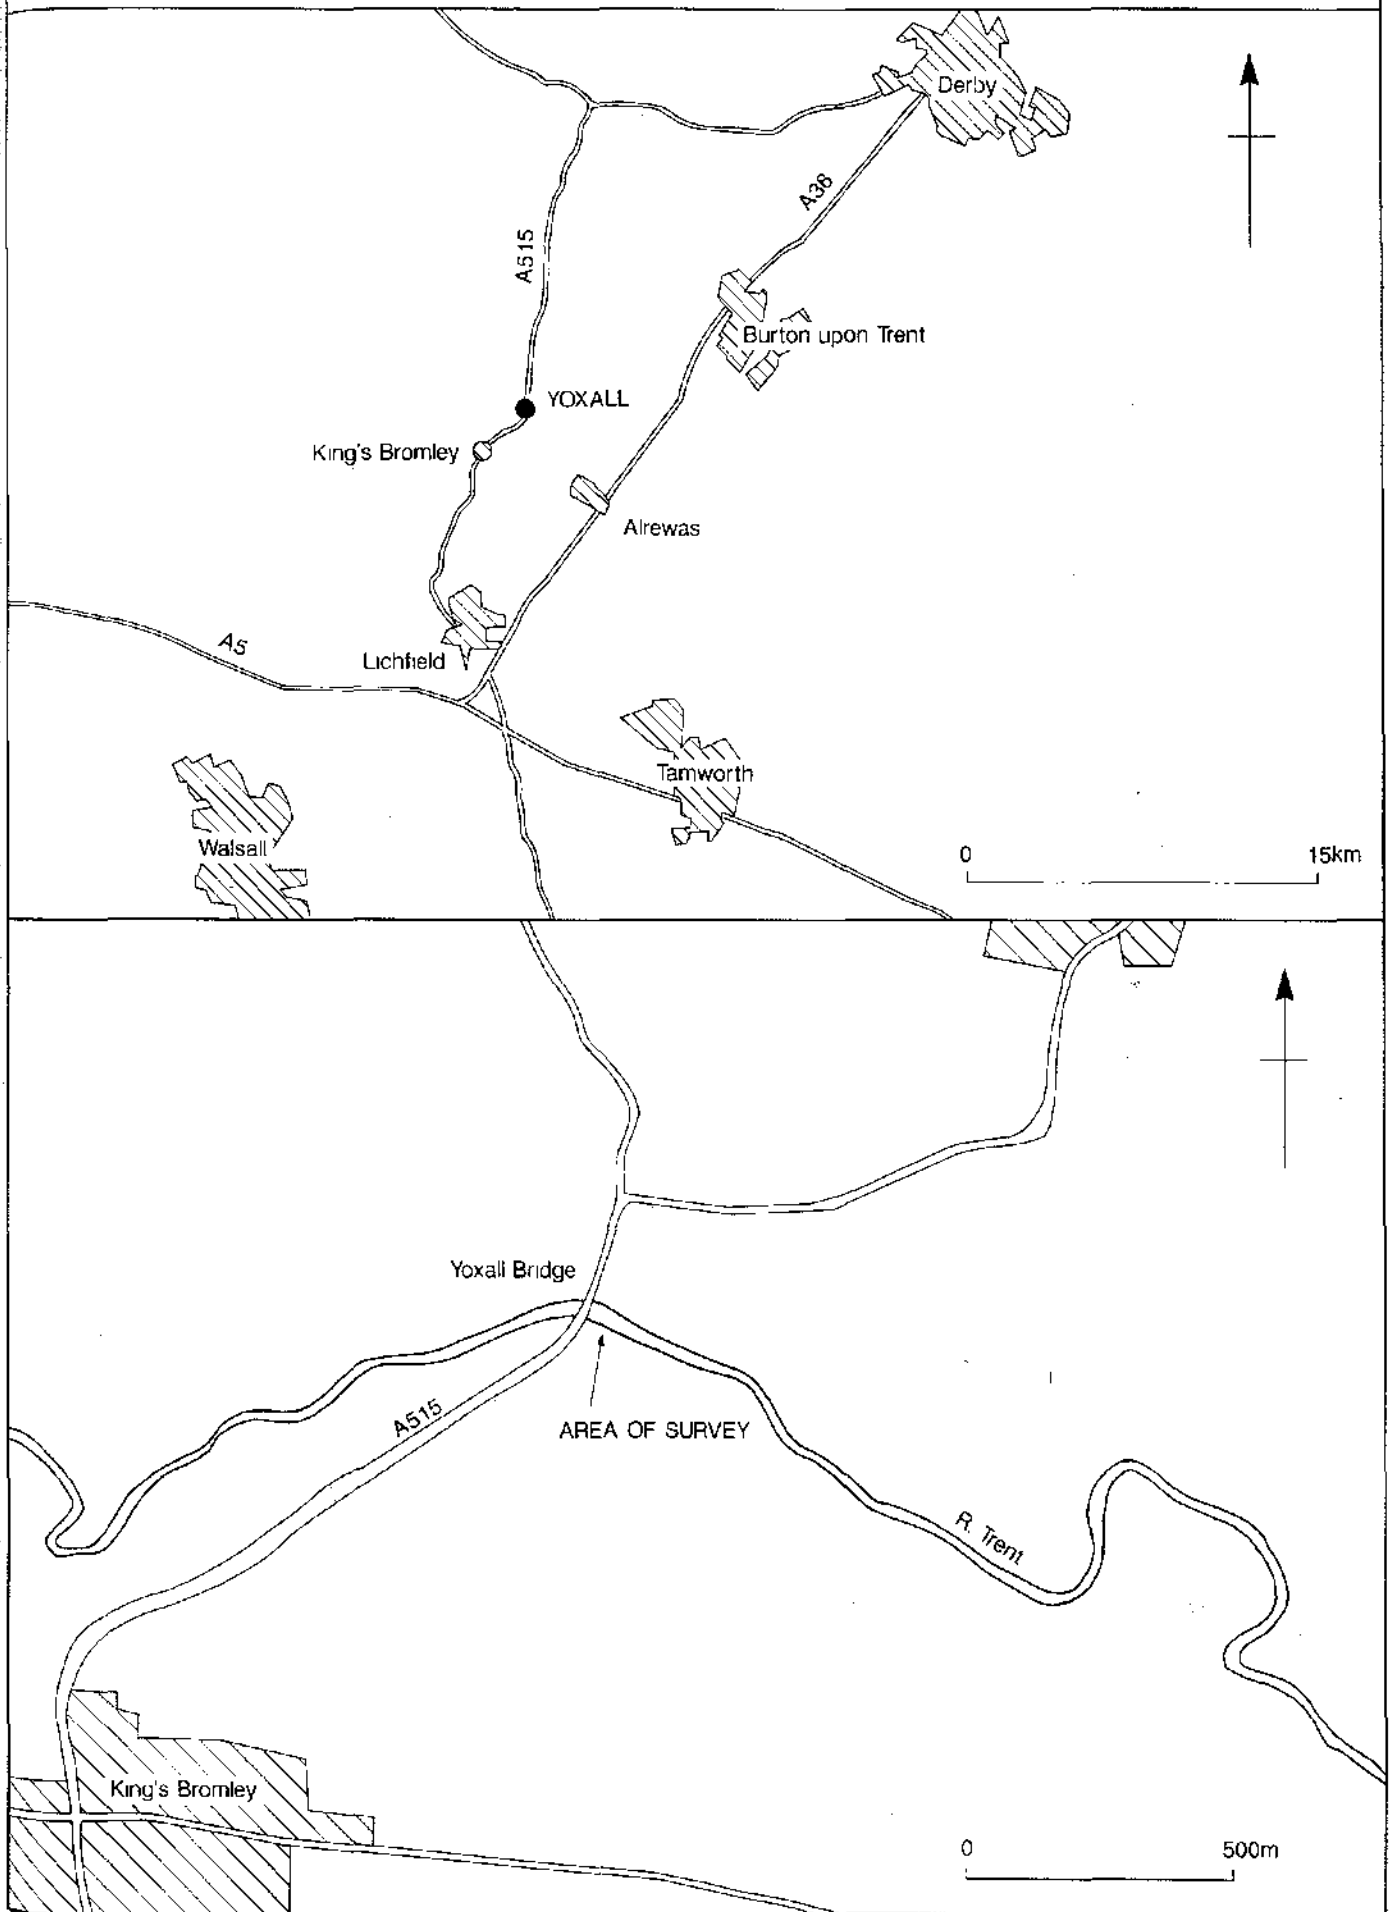 Derby
A38
A515
Burton upon Trent
YOXALL
King's Bromley
Alrewas
A5
Lichfield
Tamworth
Walsall
0 15km
Yoxall Bridge
A515
AREA OF SURVEY
R. Trent
King's Bromley
0 500m